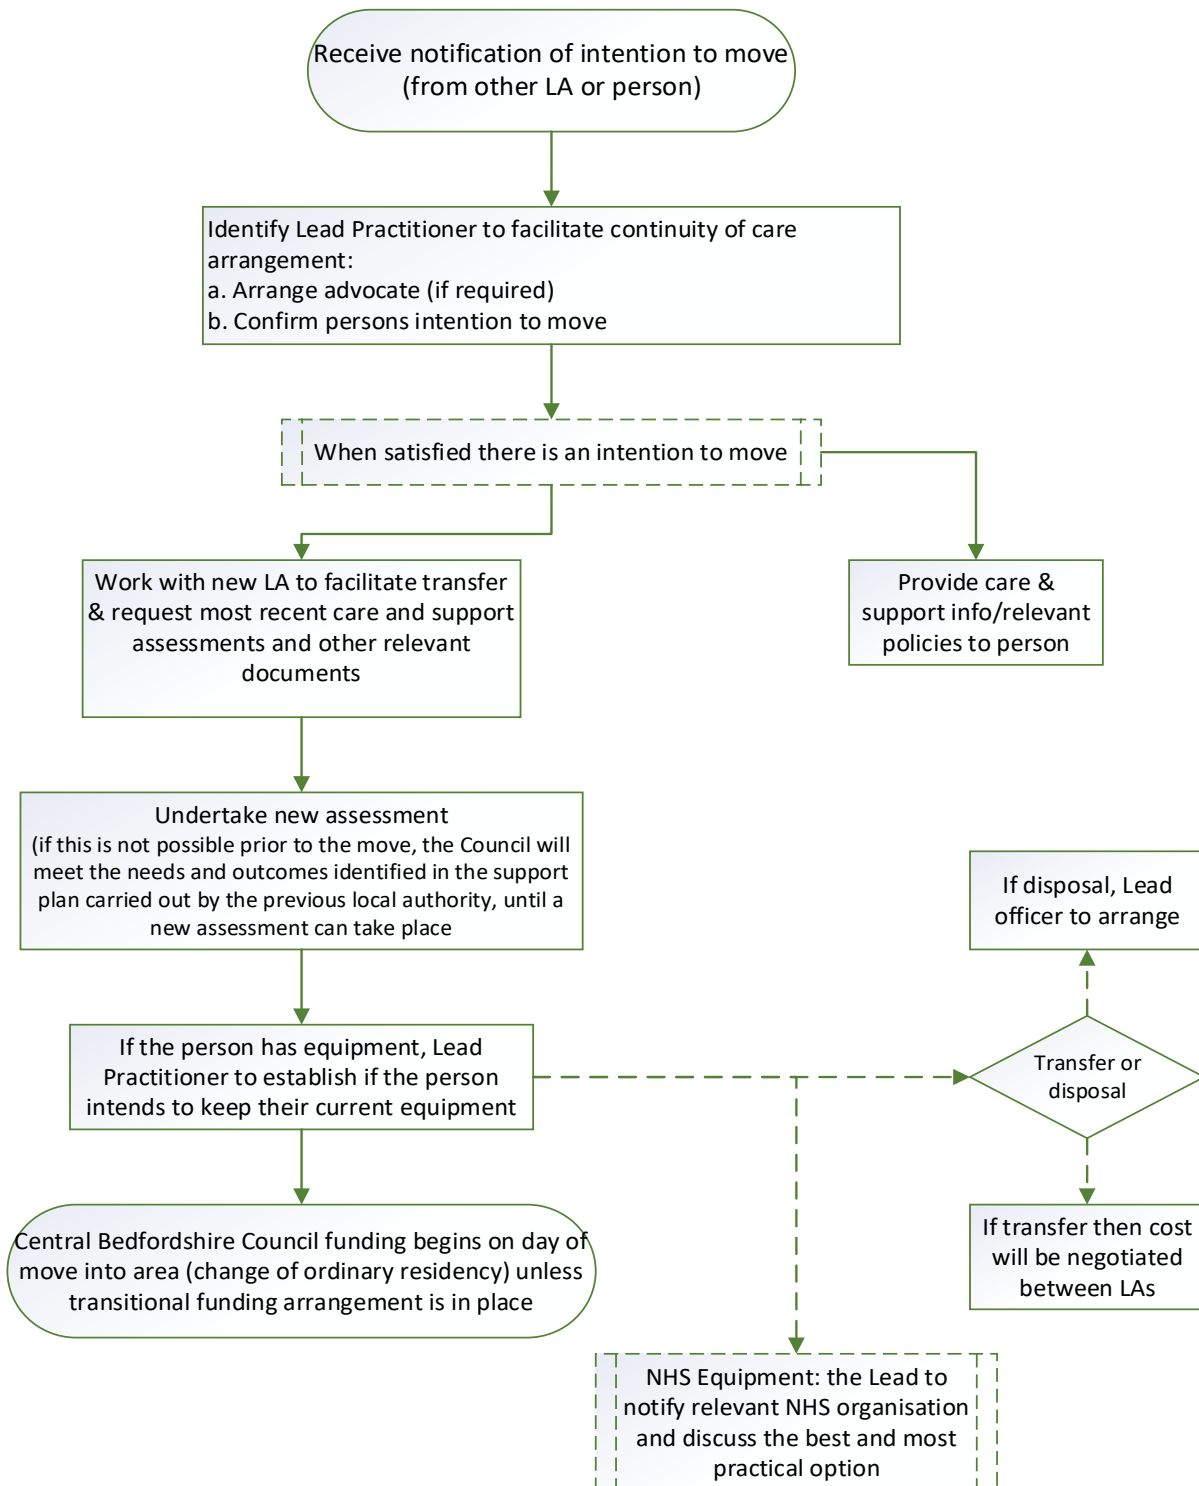 Receive notification of intention to move
(from other LA or person)
Identify Lead Practitioner to facilitate continuity of care
arrangement:
a. Arrange advocate (if required)
b. Confirm persons intention to move
When satisfied there is an intention to move
Work with new LA to facilitate transfer
& request most recent care and support
assessments and other relevant
documents
Provide care &
support info/relevant
policies to person
Undertake new assessment
(if this is not possible prior to the move, the Council will
meet the needs and outcomes identified in the support
plan carried out by the previous local authority, until a
new assessment can take place
If disposal, Lead
officer to arrange
If the person has equipment, Lead
Practitioner to establish if the person
intends to keep their current equipment
Transfer or
disposal
Central Bedfordshire Council funding begins on day of
move into area (change of ordinary residency) unless
transitional funding arrangement is in place
If transfer then cost
will be negotiated
between LAs
NHS Equipment: the Lead to
notify relevant NHS organisation
and discuss the best and most
practical option